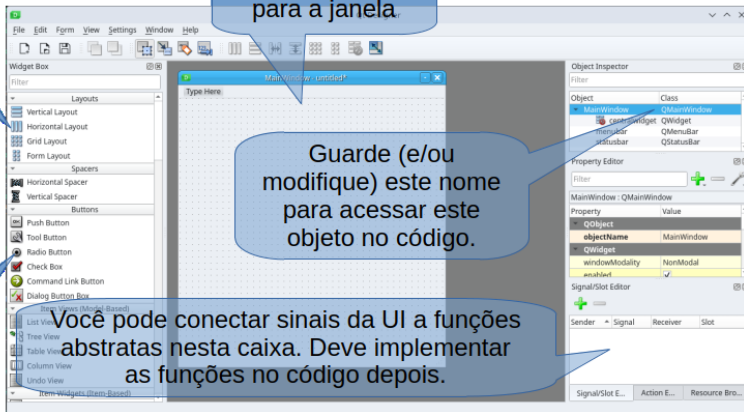 para a janela
File Edit Form View Settings Window Help
Widget Box
Filter
Layouts
Vertical Layout
Horizontal Layout
Grid Layout
Form Layout
Spacers
Horizontal Spacer
Vertical Spacer
Buttons
Push Button
Tool Button
Radio Button
Check Box
Command Link Button
Dialog Button Box
Item Views (Model-Based)
List View
Tree View
Table View
Column View
Undo View
Item Widgets (Item-Based)
MainWindow - untitled*
Type Here
Guarde (e/ou
modifique) este nome
para acessar este
objeto no código.
Você pode conectar sinais da UI a funções
abstratas nesta caixa. Deve implementar
as funções no código depois.
Object Inspector
Filter
Object Class
MainWindow QMainWindow
centralwidget QWidget
menubar QMenuBar
statusbar QStatusBar
Property Editor
Filter
MainWindow : QMainWindow
Property Value
QObject
objectName MainWindow
QWidget
windowModality NonModal
enabled
Signal/Slot Editor
Sender Signal Receiver Slot
Signal/Slot E... Action E... Resource Bro...